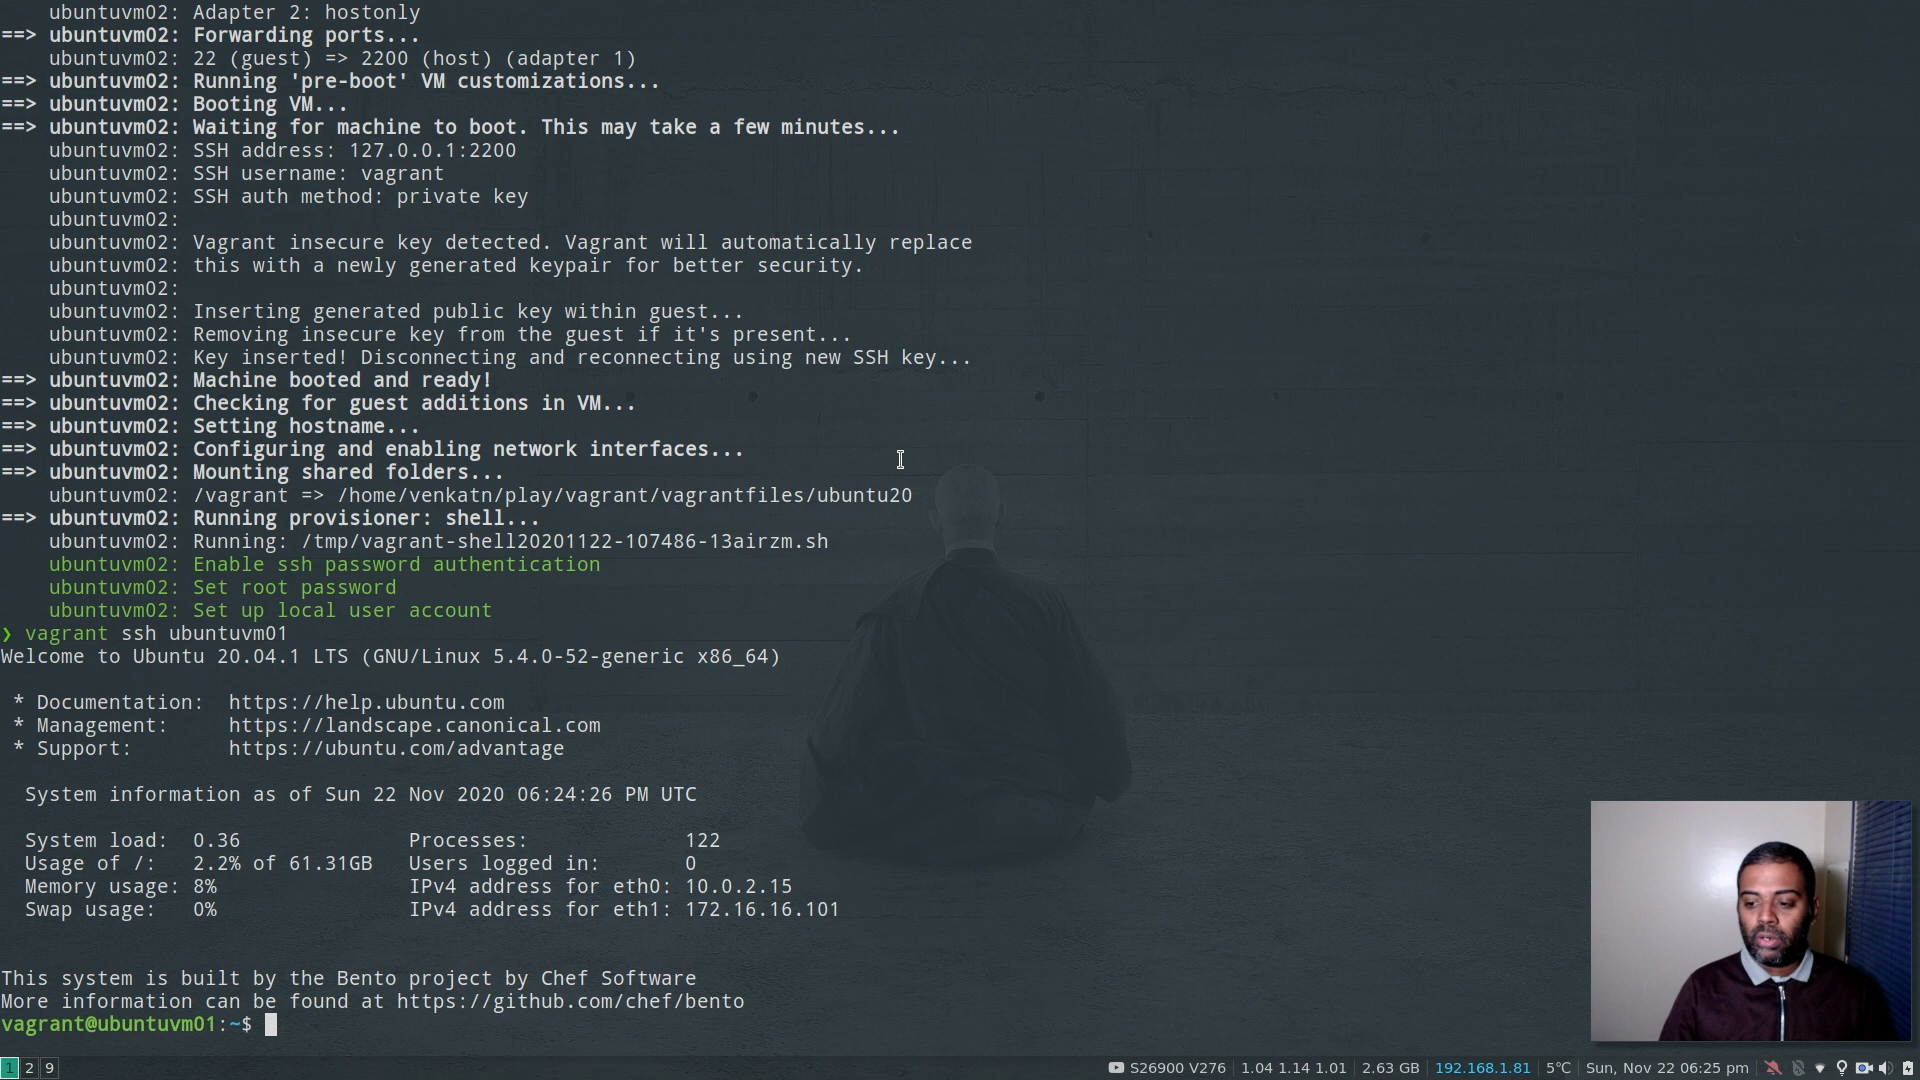 ubuntuvm02: Adapter 2: hostonly
==> ubuntuvm02: Forwarding ports...
ubuntuvm02: 22 (guest) => 2200 (host) (adapter 1)
==> ubuntuvm02: Running 'pre-boot' VM customizations...
==> ubuntuvm02: Booting VM...
==> ubuntuvm02: Waiting for machine to boot. This may take a few minutes...
ubuntuvm02: SSH address: 127.0.0.1:2200
ubuntuvm02: SSH username: vagrant
ubuntuvm02: SSH auth method: private key
ubuntuvm02:
ubuntuvm02: Vagrant insecure key detected. Vagrant will automatically replace
ubuntuvm02: this with a newly generated keypair for better security.
ubuntuvm02:
ubuntuvm02: Inserting generated public key within guest...
ubuntuvm02: Removing insecure key from the guest if it's present...
ubuntuvm02: Key inserted! Disconnecting and reconnecting using new SSH key...
==> ubuntuvm02: Machine booted and ready!
==> ubuntuvm02: Checking for guest additions in VM...
==> ubuntuvm02: Setting hostname...
==> ubuntuvm02: Configuring and enabling network interfaces...
==> ubuntuvm02: Mounting shared folders...
ubuntuvm02: /vagrant => /home/venkatn/play/vagrant/vagrantfiles/ubuntu20
==> ubuntuvm02: Running provisioner: shell...
ubuntuvm02: Running: /tmp/vagrant-shell20201122-107486-13airzm.sh
ubuntuvm02: Enable ssh password authentication
ubuntuvm02: Set root password
ubuntuvm02: Set up local user account
❯ vagrant ssh ubuntuvm01
Welcome to Ubuntu 20.04.1 LTS (GNU/Linux 5.4.0-52-generic x86_64)
* Documentation: https://help.ubuntu.com
* Management: https://landscape.canonical.com
* Support: https://ubuntu.com/advantage
System information as of Sun 22 Nov 2020 06:24:26 PM UTC
System load: 0.36 Processes: 122
Usage of /: 2.2% of 61.31GB Users logged in: 0
Memory usage: 8% IPv4 address for eth0: 10.0.2.15
Swap usage: 0% IPv4 address for eth1: 172.16.16.101
This system is built by the Bento project by Chef Software
More information can be found at https://github.com/chef/bento
vagrant@ubuntuvm01:~$
1 2 9 S26900 V276 1.04 1.14 1.01 2.63 GB 192.168.1.81 5°C Sun, Nov 22 06:25 pm